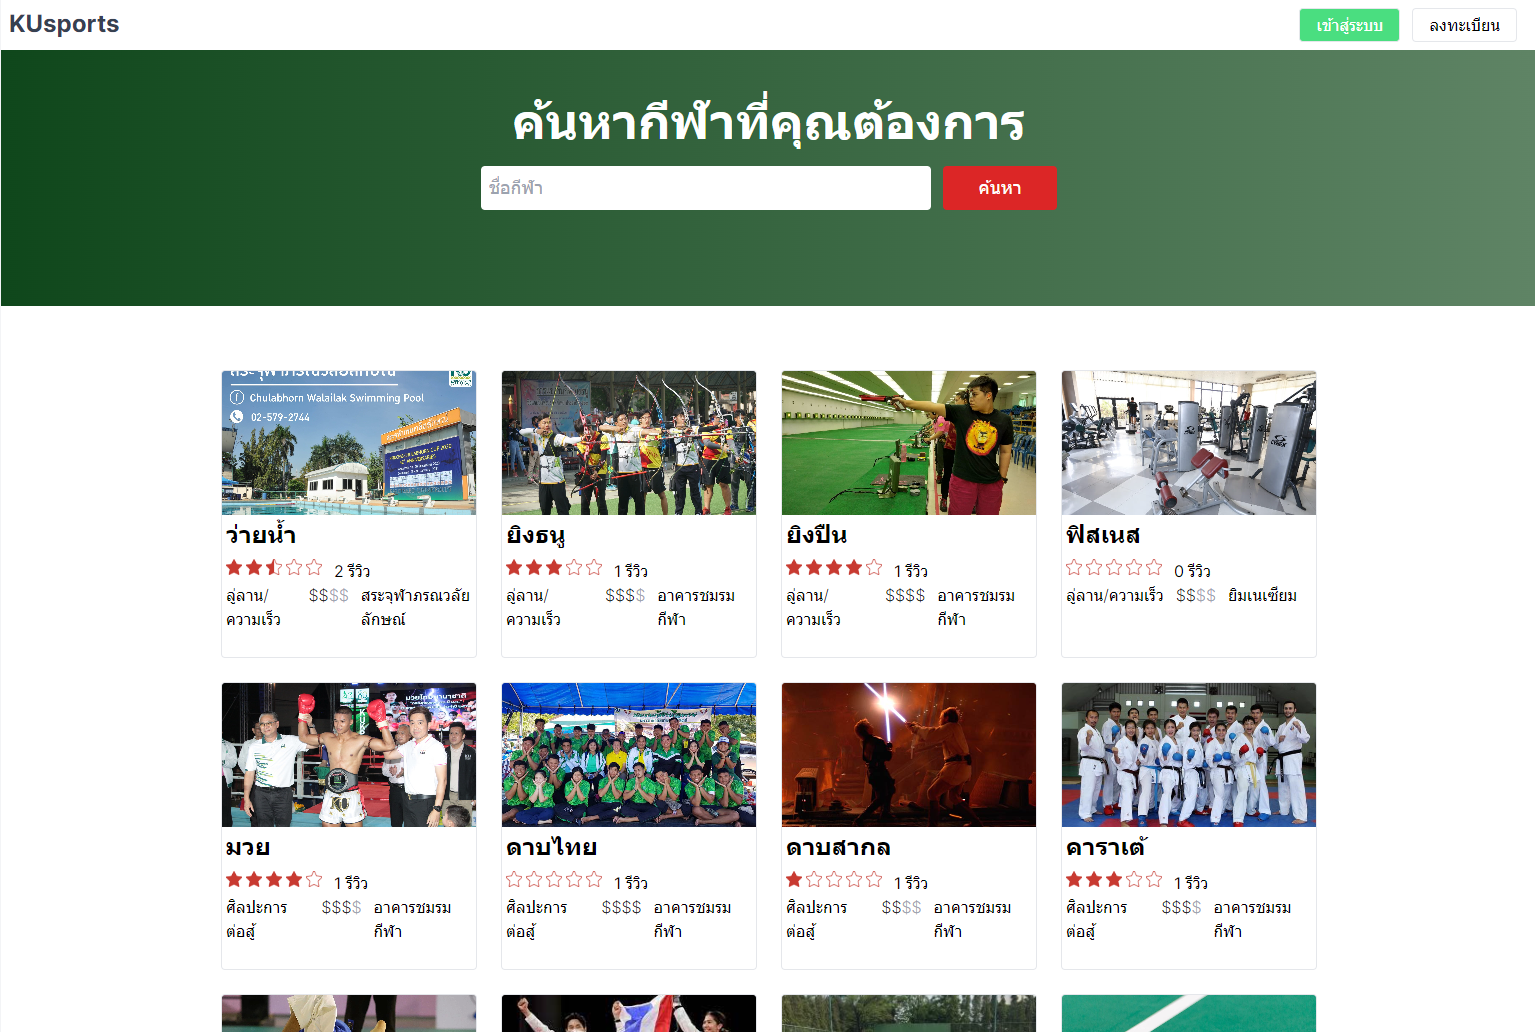 KUsports
เข้าสู่ระบบ
ลงทะเบียน
ค้นหากีฬาที่คุณต้องการ
ชื่อกีฬา
ค้นหา
Chulabhorn Walailak Swimming Pool
02-579-2744
ว่ายน้ำ
2 รีวิว
ลู่ลาน/
ความเร็ว
$$$$
สระจุฬาภรณวลัย
ลักษณ์
ยิงธนู
1 รีวิว
ลู่ลาน/
ความเร็ว
$$$$
อาคารชมรม
กีฬา
ยิงปืน
1 รีวิว
ลู่ลาน/
ความเร็ว
$$$$
อาคารชมรม
กีฬา
ฟิสเนส
0 รีวิว
ลู่ลาน/ความเร็ว
$$$$
ยิมเนเซียม
มวย
1 รีวิว
ศิลปะการ
ต่อสู้
$$$$
อาคารชมรม
กีฬา
ดาบไทย
1 รีวิว
ศิลปะการ
ต่อสู้
$$$$
อาคารชมรม
กีฬา
ดาบสากล
1 รีวิว
ศิลปะการ
ต่อสู้
$$$$
อาคารชมรม
กีฬา
คาราเต้
1 รีวิว
ศิลปะการ
ต่อสู้
$$$$
อาคารชมรม
กีฬา